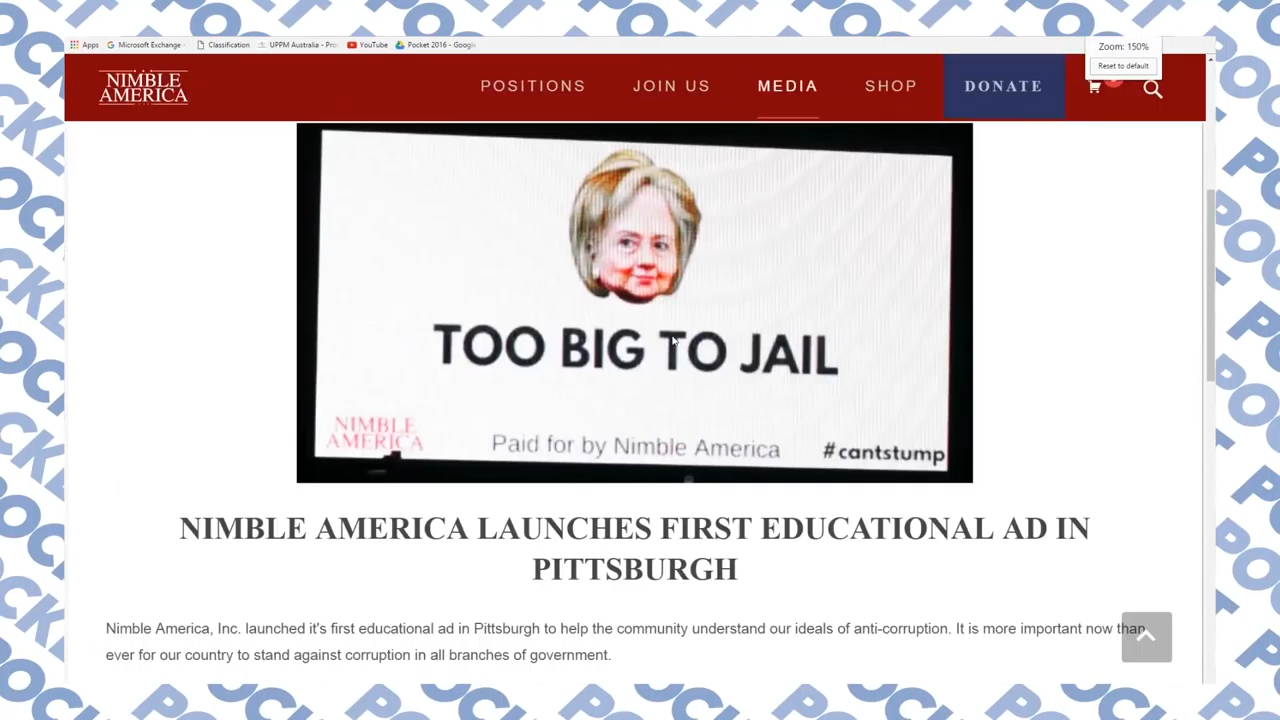 Apps
Microsoft Exchange
Classification
UPPM Australia - Pro
YouTube
Pocket 2016 - Google
Zoom: 150%
Reset to default
NIMBLE
AMERICA
POSITIONS
JOIN US
MEDIA
SHOP
DONATE
TOO BIG TO JAIL
NIMBLE
AMERICA
Paid for by Nimble America
#cantstump
NIMBLE AMERICA LAUNCHES FIRST EDUCATIONAL AD IN
PITTSBURGH
Nimble America, Inc. launched it's first educational ad in Pittsburgh to help the community understand our ideals of anti-corruption. It is more important now than
ever for our country to stand against corruption in all branches of government.
POCKET